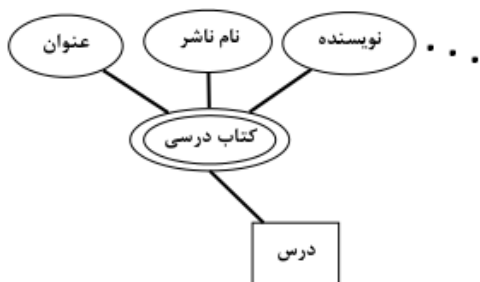 نویسنده
نام ناشر
عنوان
...
کتاب درسی
درس